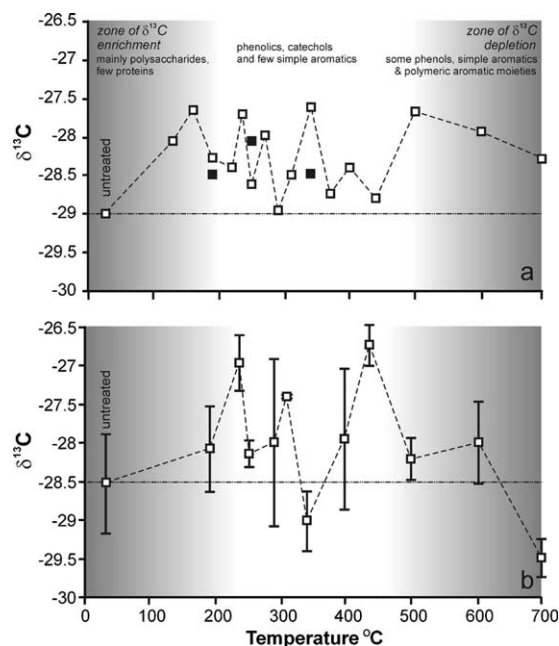 -26.5
zone of δ¹³C
enrichment
mainly polysaccharides,
few proteins
phenolics, catechols
and few simple aromatics
zone of δ¹³C
depletion
some phenols, simple aromatics
& polymeric aromatic moieties
-27
-27.5
-28
-28.5
-29
-29.5
-30
δ¹³C
untreated
a
-26.5
-27
-27.5
-28
-28.5
-29
-29.5
-30
δ¹³C
untreated
b
0 100 200 300 400 500 600 700
Temperature °C